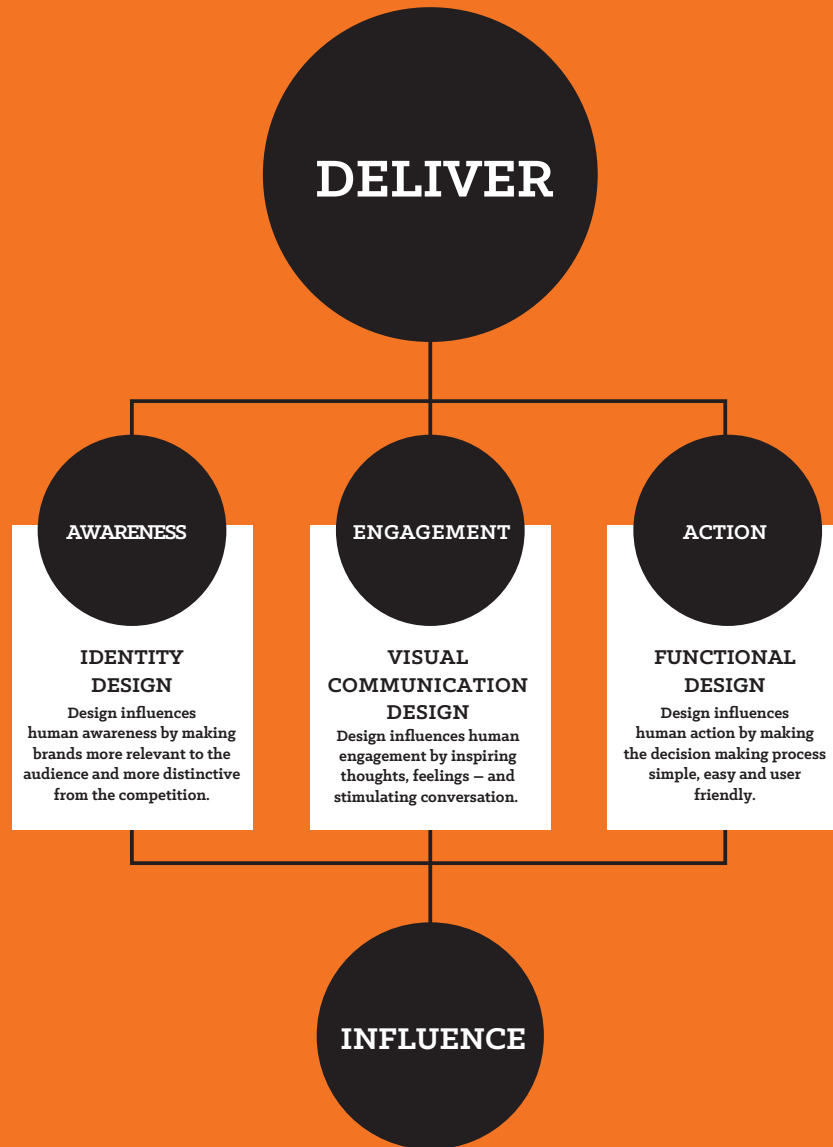 DELIVER
AWARENESS
IDENTITY
DESIGN
Design influences
human awareness by making
brands more relevant to the
audience and more distinctive
from the competition.
ENGAGEMENT
VISUAL
COMMUNICATION
DESIGN
Design influences human
engagement by inspiring
thoughts, feelings – and
stimulating conversation.
ACTION
FUNCTIONAL
DESIGN
Design influences
human action by making
the decision making process
simple, easy and user
friendly.
INFLUENCE